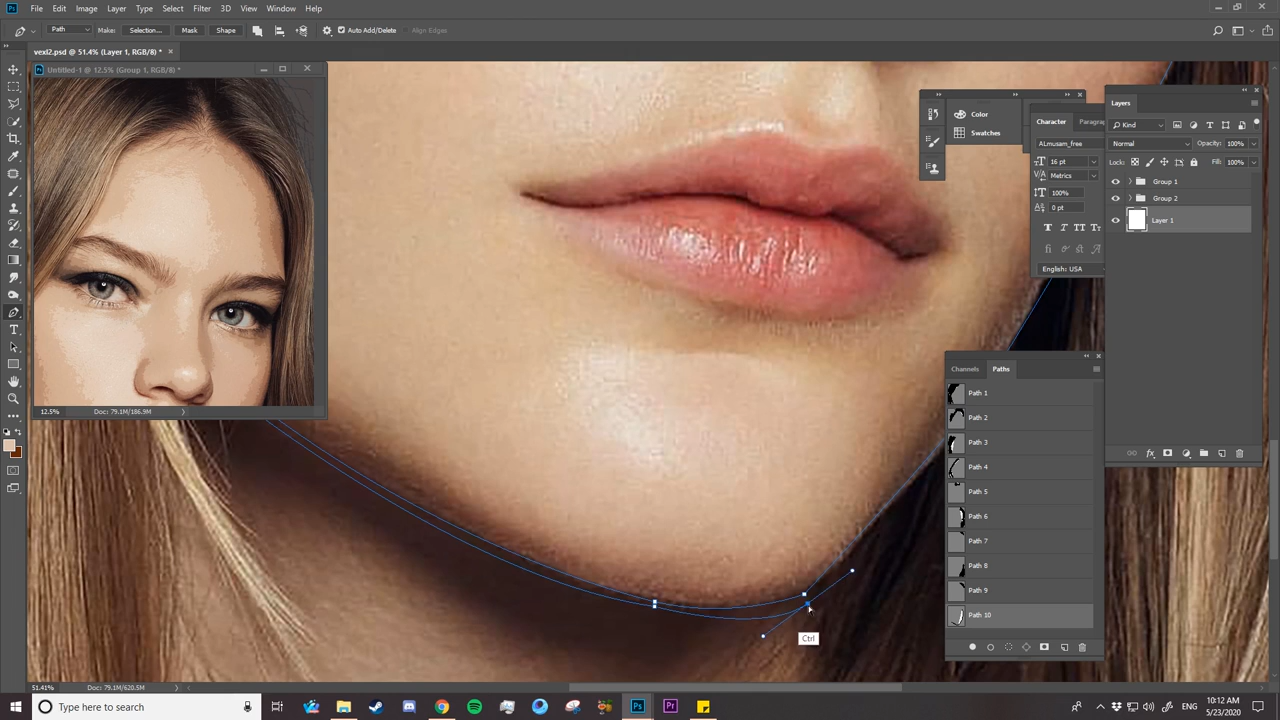 File Edit Image Layer Type Select Filter 3D View Window Help
Path Make: Selection... Mask Shape Auto Add/Delete Align Edges
vexl2.psd @ 51.4% (Layer 1, RGB/8) *
Untitled-1 @ 12.5% (Group 1, RGB/8) *
12.5% Doc: 79.1M/186.9M
Color
Swatches
Character Paragra
ALmusam_free
16 pt
Metrics
100%
0 pt
English: USA
Layers
Kind
Normal Opacity: 100%
Lock: Fill: 100%
Group 1
Group 2
Layer 1
Channels Paths
Path 1
Path 2
Path 3
Path 4
Path 5
Path 6
Path 7
Path 8
Path 9
Path 10
Ctrl
51.41% Doc: 79.1M/620.5M
Type here to search
10:12 AM
5/23/2020